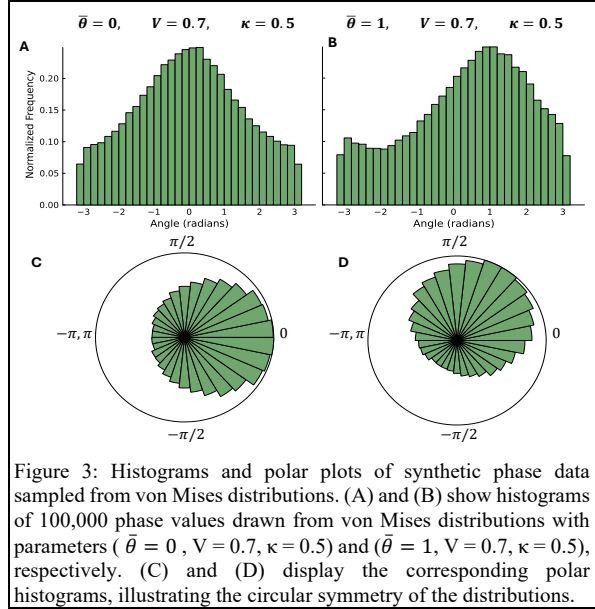 θ̅ = 0, V = 0.7, κ = 0.5 θ̅ = 1, V = 0.7, κ = 0.5
A B
Normalized Frequency
0.20
0.15
0.10
0.05
0.00
−3 −2 −1 0 1 2 3 −3 −2 −1 0 1 2 3
Angle (radians) Angle (radians)
π/2 π/2
C D
−π, π 0 −π, π 0
−π/2 −π/2
Figure 3: Histograms and polar plots of synthetic phase data
sampled from von Mises distributions. (A) and (B) show histograms
of 100,000 phase values drawn from von Mises distributions with
parameters ( θ̅ = 0 , V = 0.7, κ = 0.5) and (θ̅ = 1, V = 0.7, κ = 0.5),
respectively. (C) and (D) display the corresponding polar
histograms, illustrating the circular symmetry of the distributions.